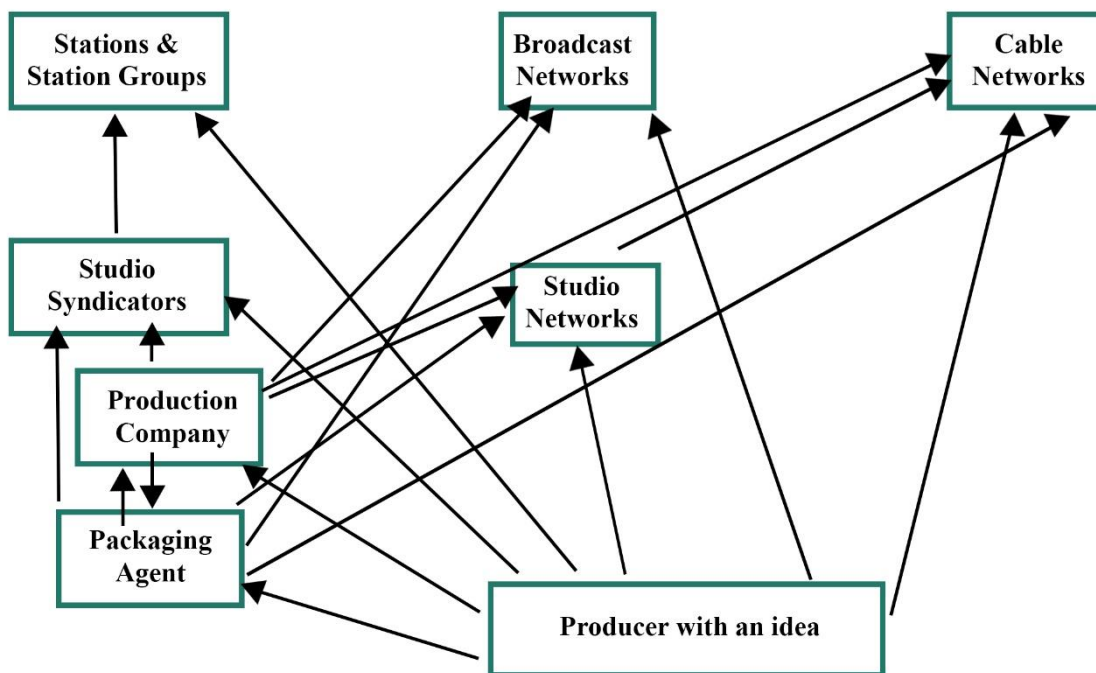 Stations &
Station Groups
Broadcast
Networks
Cable
Networks
Studio
Syndicators
Studio
Networks
Production
Company
Packaging
Agent
Producer with an idea